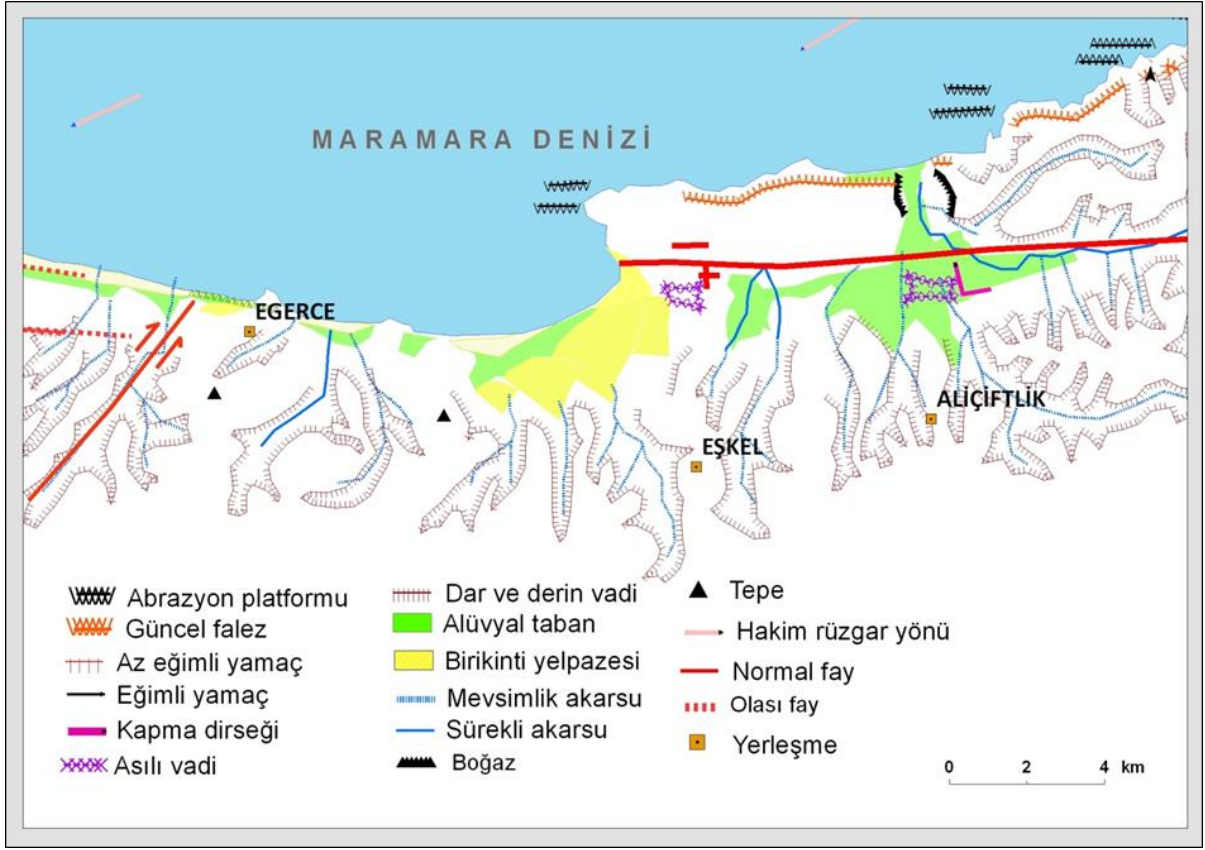 MARAMARA DENİZİ
EGERCE
ALİÇİFTLİK
EŞKEL
Abrazyon platformu
Güncel falez
Az eğimli yamaç
Eğimli yamaç
Kapma dirseği
Asılı vadi
Dar ve derin vadi
Alüvyal taban
Birikinti yelpazesi
Mevsimlik akarsu
Sürekli akarsu
Boğaz
Tepe
Hakim rüzgar yönü
Normal fay
Olası fay
Yerleşme
0 2 4 km